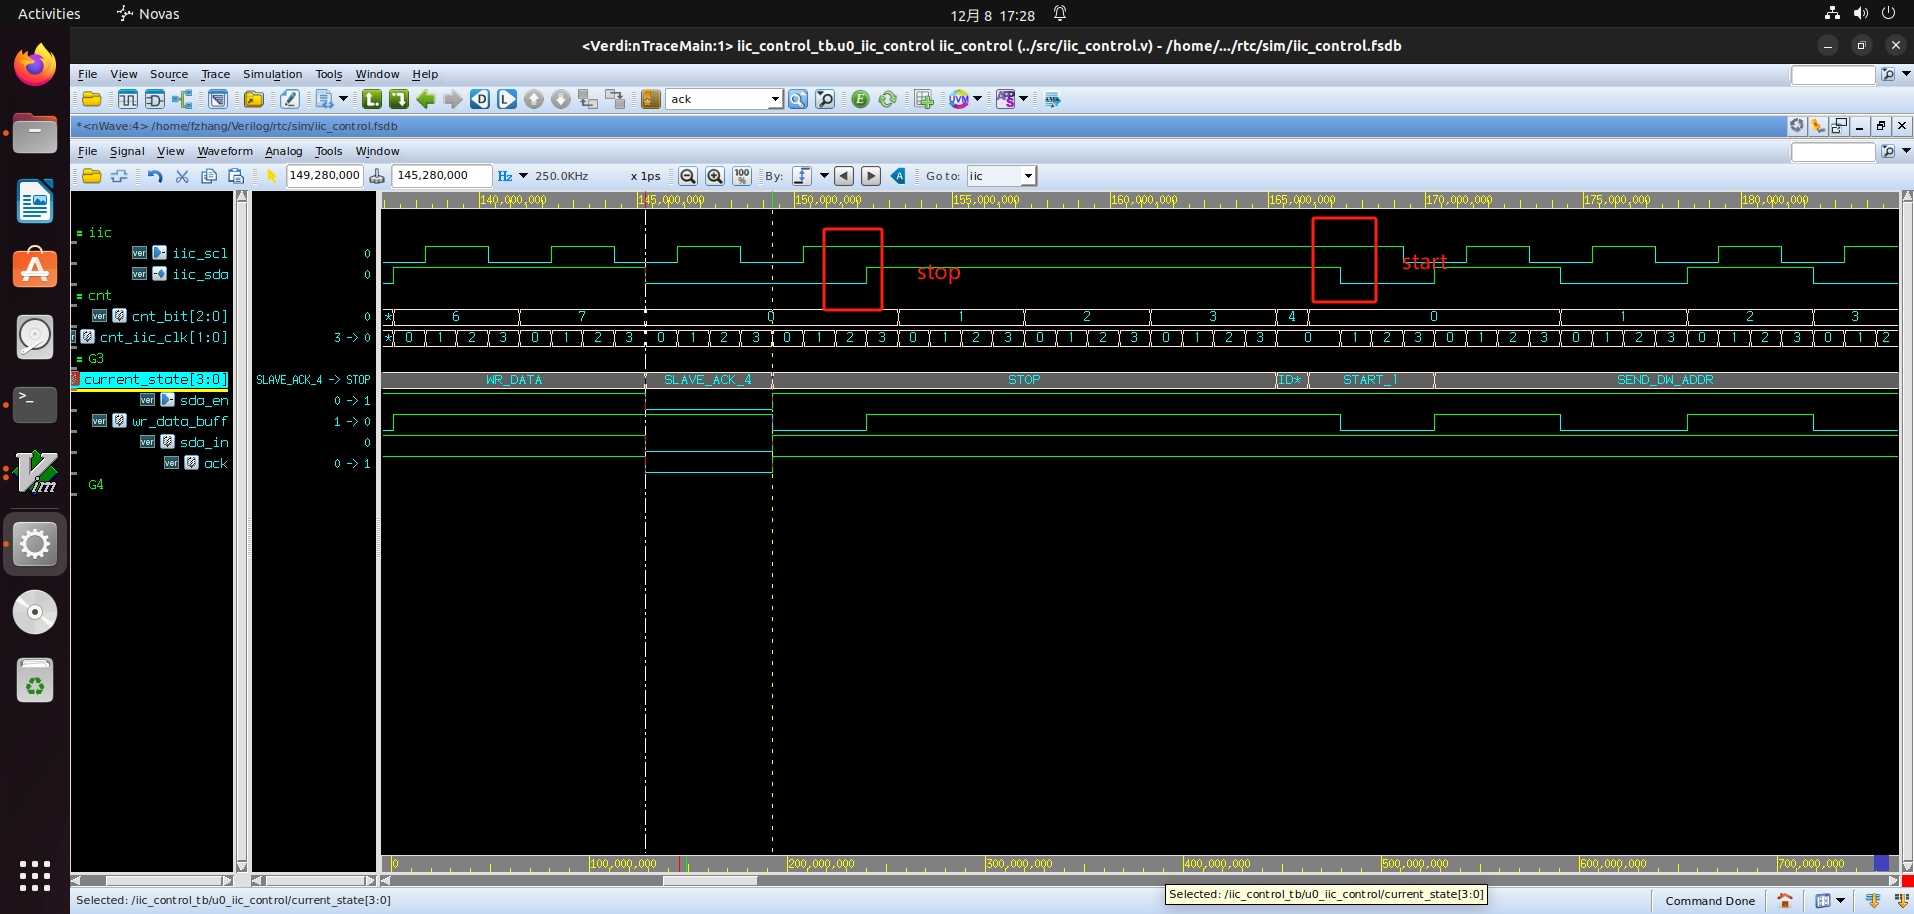 Activities Novas 12月 8 17:28
<Verdi:nTraceMain:1> iic_control_tb.u0_iic_control iic_control (../src/iic_control.v) - /home/.../rtc/sim/iic_control.fsdb
File View Source Trace Simulation Tools Window Help
ack
*<nWave:4> /home/fzhang/Verilog/rtc/sim/iic_control.fsdb
File Signal View Waveform Analog Tools Window
149,280,000 145,280,000 Hz 250.0KHz x 1ps 100% By: Go to: iic
140,000,000 145,000,000 150,000,000 155,000,000 160,000,000 165,000,000 170,000,000 175,000,000 180,000,000
= iic
ver iic_scl 0
ver iic_sda 0
stop start
= cnt
ver cnt_bit[2:0] 0 * 6 7 0 1 2 3 4 0 1 2 3
cnt_iic_clk[1:0] 3 -> 0 * 0 1 2 3 0 1 2 3 0 1 2 3 0 1 2 3 0 1 2 3 0 1 2 3 0 1 2 3 0 1 2 3 0 1 2 3 0 1 2 3 0 1 2 3 0 1 2
= G3
current_state[3:0] SLAVE_ACK_4 -> STOP WR_DATA SLAVE_ACK_4 STOP ID* START_1 SEND_DW_ADDR
ver sda_en 0 -> 1
ver wr_data_buff 1 -> 0
ver sda_in 0
ver ack 0 -> 1
G4
0 100,000,000 200,000,000 300,000,000 400,000,000 500,000,000 600,000,000 700,000,000
Selected: /iic_control_tb/u0_iic_control/current_state[3:0]
Selected: /iic_control_tb/u0_iic_control/current_state[3:0]
Command Done